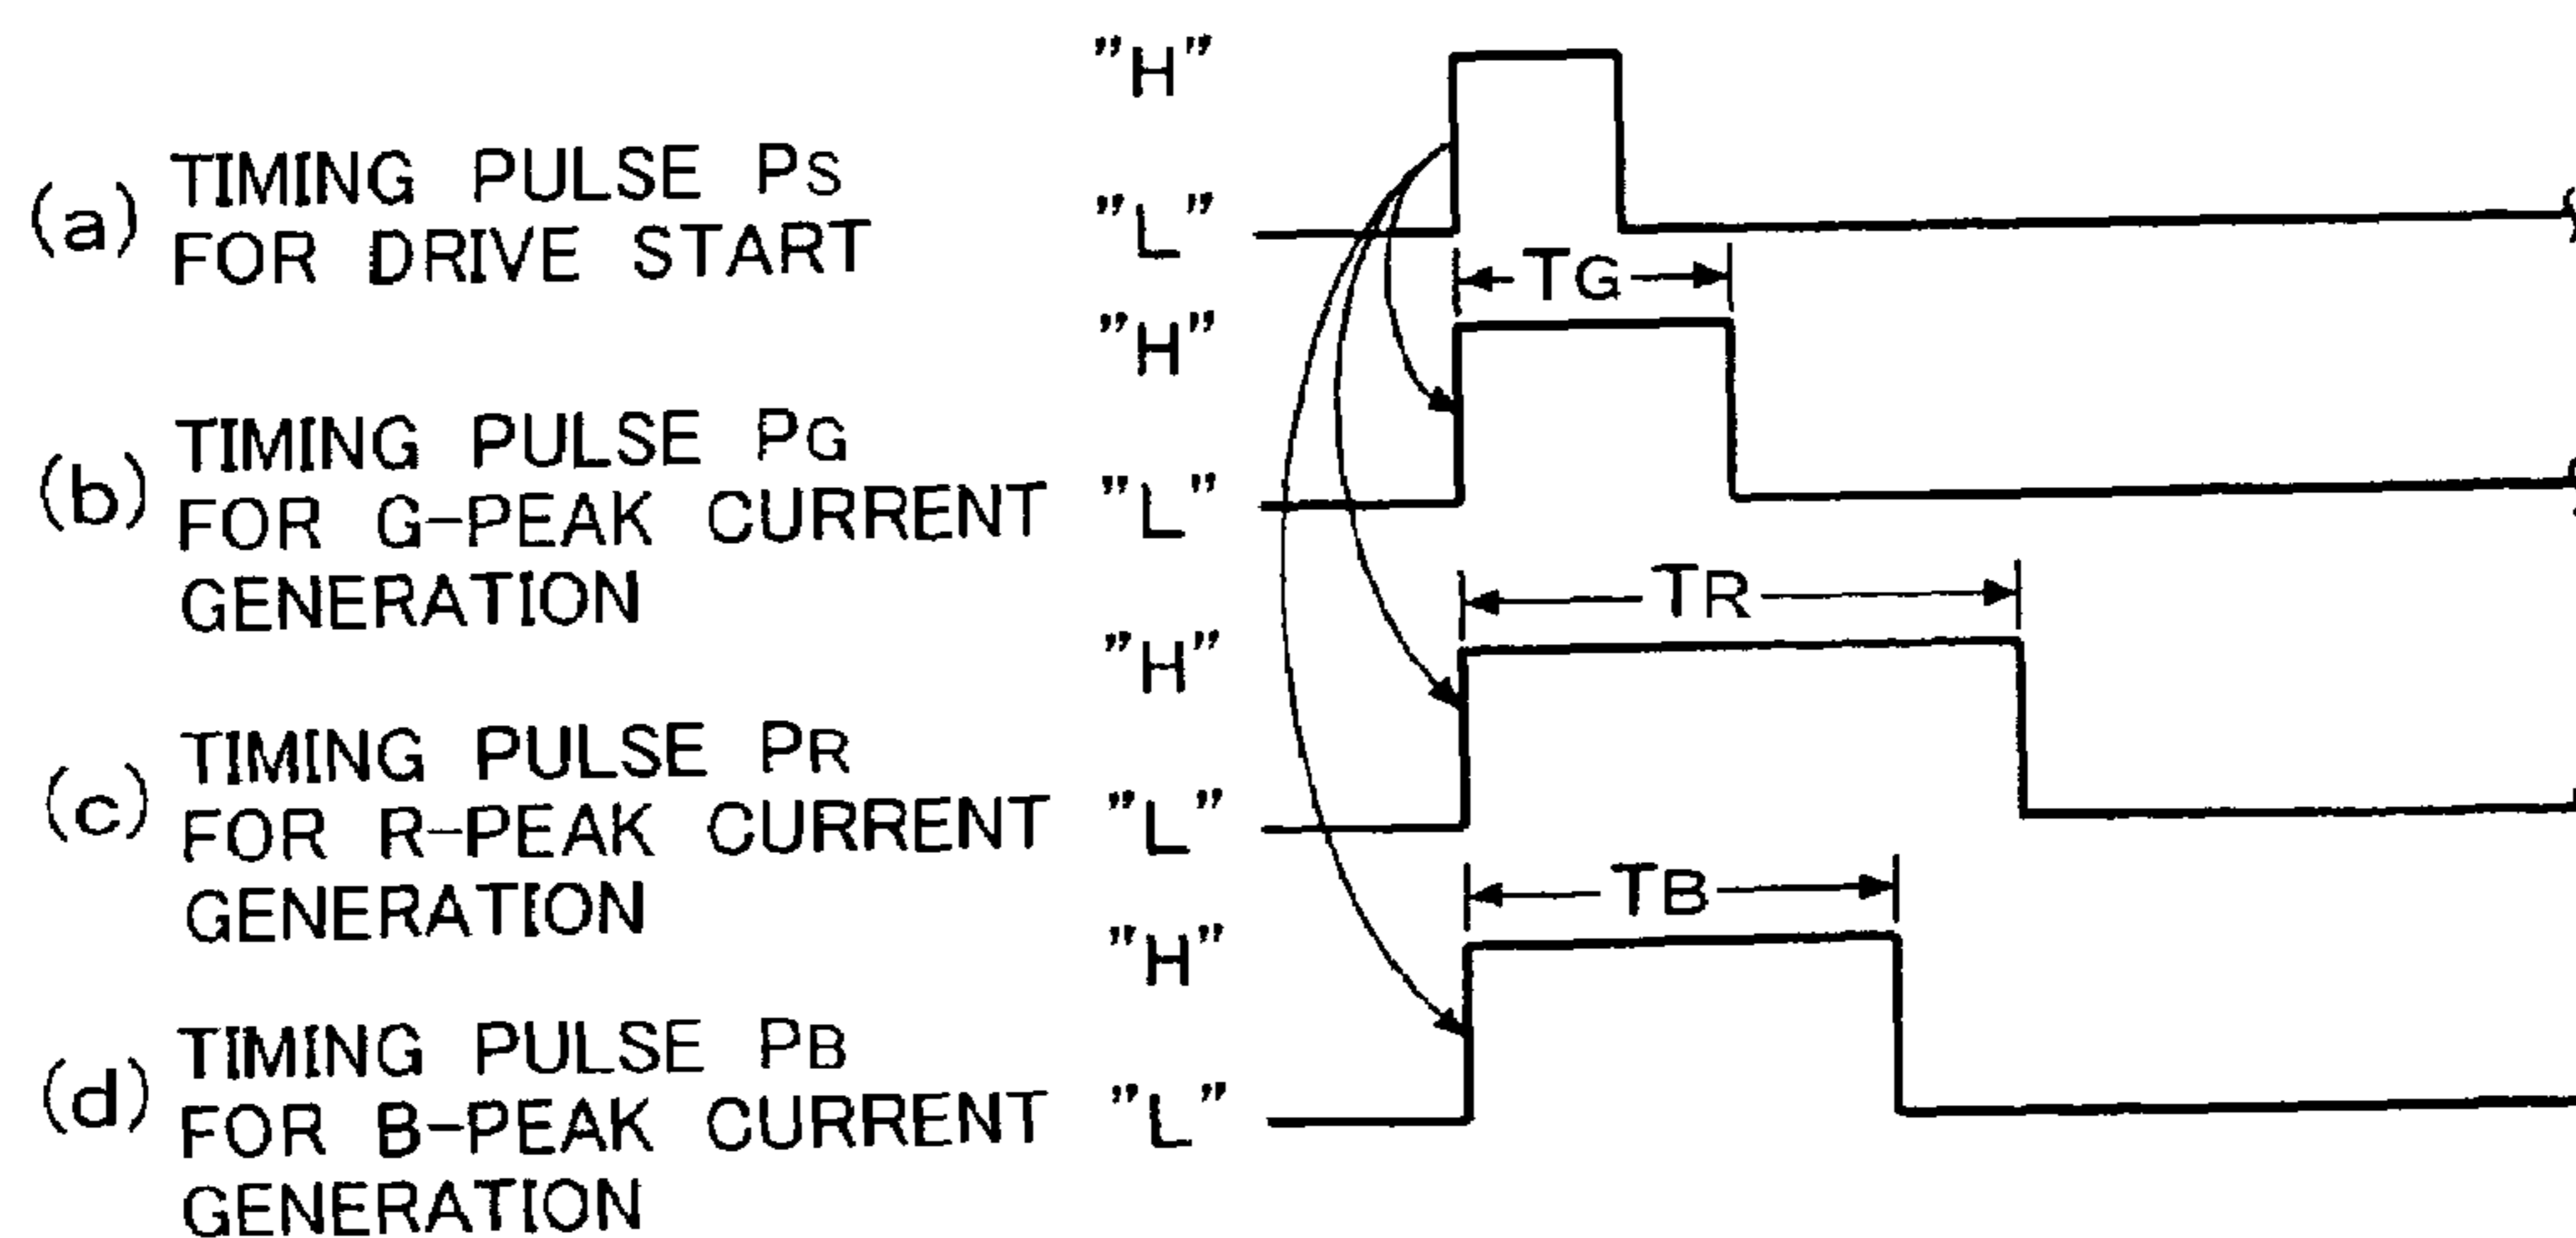 "H"
(a) TIMING PULSE PS
FOR DRIVE START
"L"
TG
"H"
(b) TIMING PULSE PG
FOR G-PEAK CURRENT
GENERATION
"L"
TR
"H"
(c) TIMING PULSE PR
FOR R-PEAK CURRENT
GENERATION
"L"
TB
"H"
(d) TIMING PULSE PB
FOR B-PEAK CURRENT
GENERATION
"L"